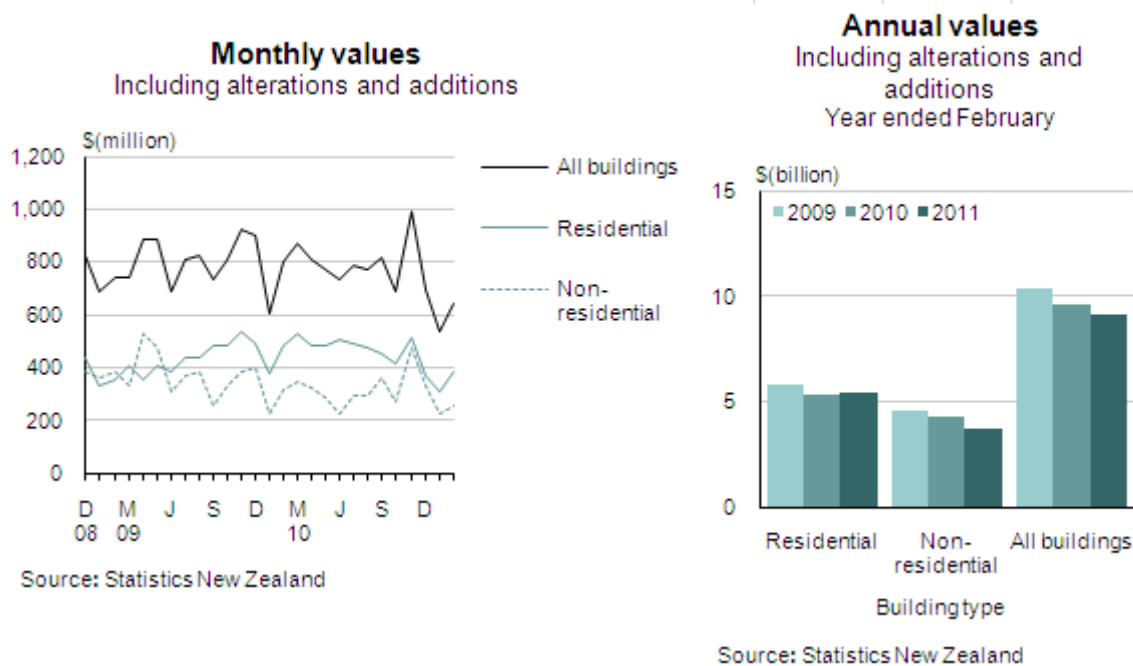 Monthly values
Including alterations and additions
$(million)
1,200
1,000
800
600
400
200
0
D M J S D M J S D
08 09 10
All buildings
Residential
Non-
residential
Source: Statistics New Zealand
Annual values
Including alterations and
additions
Year ended February
$(billion)
15
2009 2010 2011
10
5
0
Residential Non- All buildings
residential
Building type
Source: Statistics New Zealand